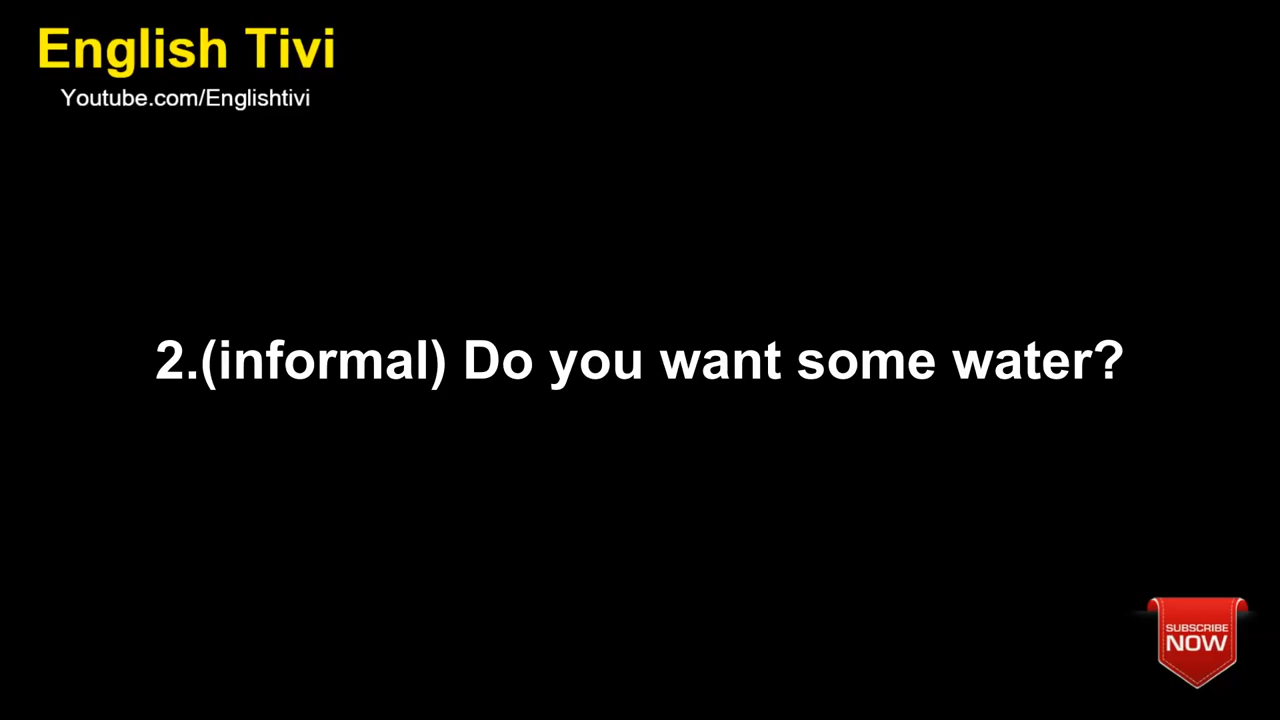 English Tivi
Youtube.com/Englishtivi
2.(informal) Do you want some water?
SUBSCRIBE
NOW